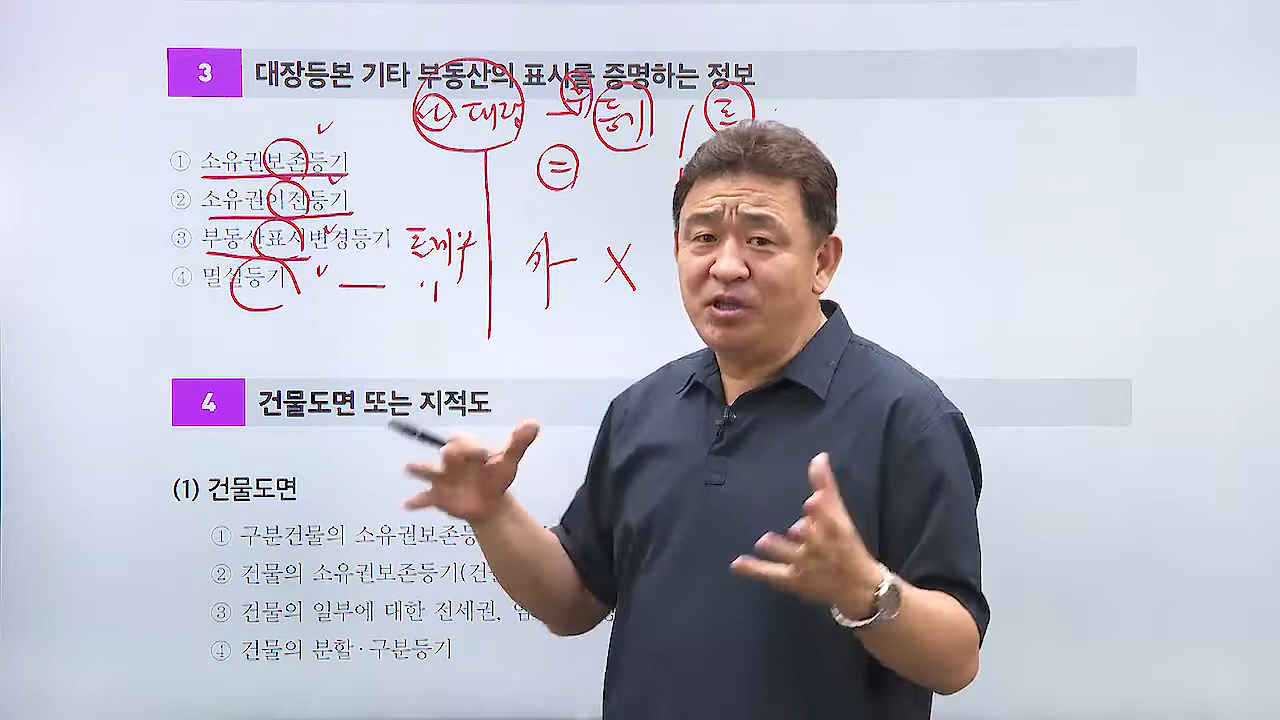 3 대장등본 기타 부동산의 표시를 증명하는 정보
① 소유권보존등기
② 소유권이전등기
③ 부동산표시변경등기
④ 멸실등기
등기
X
4 건물도면 또는 지적도
(1) 건물도면
① 구분건물의 소유권보존등
② 건물의 소유권보존등기(건
③ 건물의 일부에 대한 전세권, 임
④ 건물의 분할·구분등기